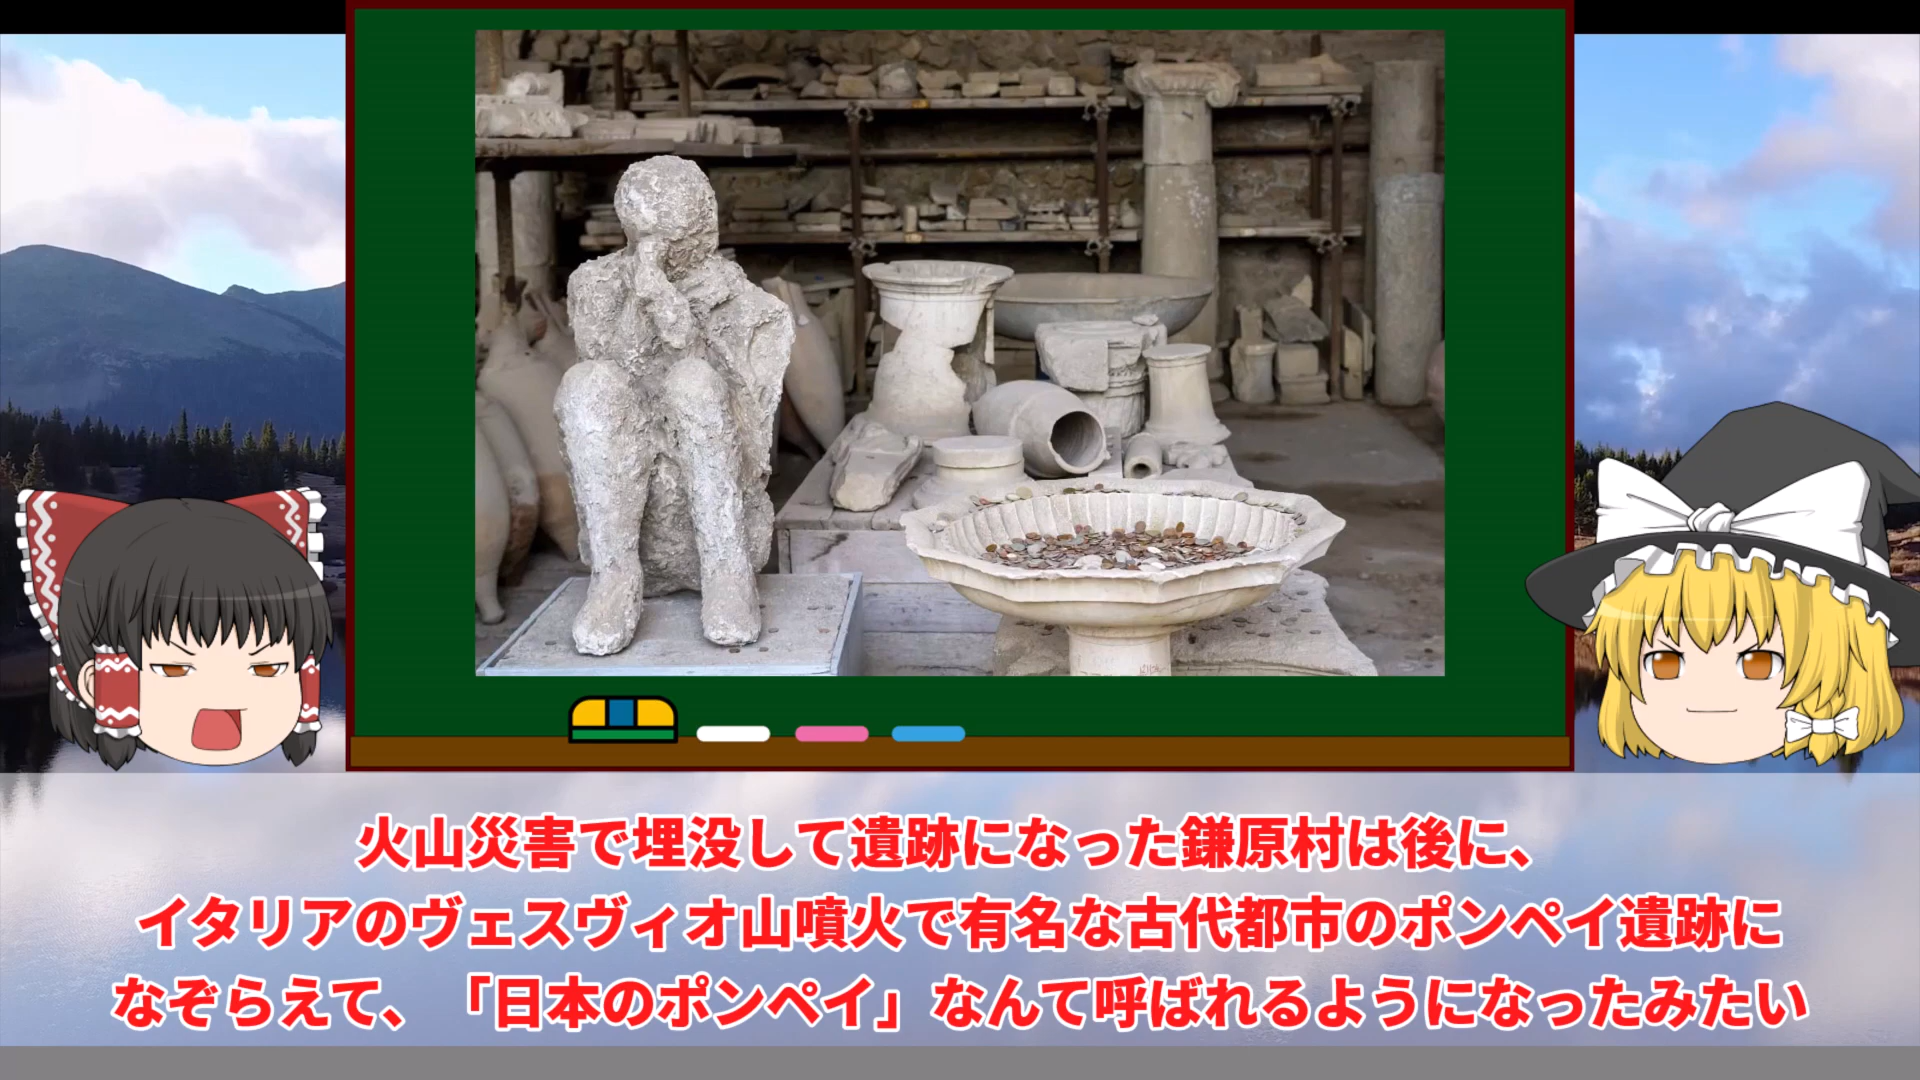 火山災害で埋没して遺跡になった鎌原村は後に、
イタリアのヴェスヴィオ山噴火で有名な古代都市のポンペイ遺跡に
なぞらえて、「日本のポンペイ」なんて呼ばれるようになったみたい